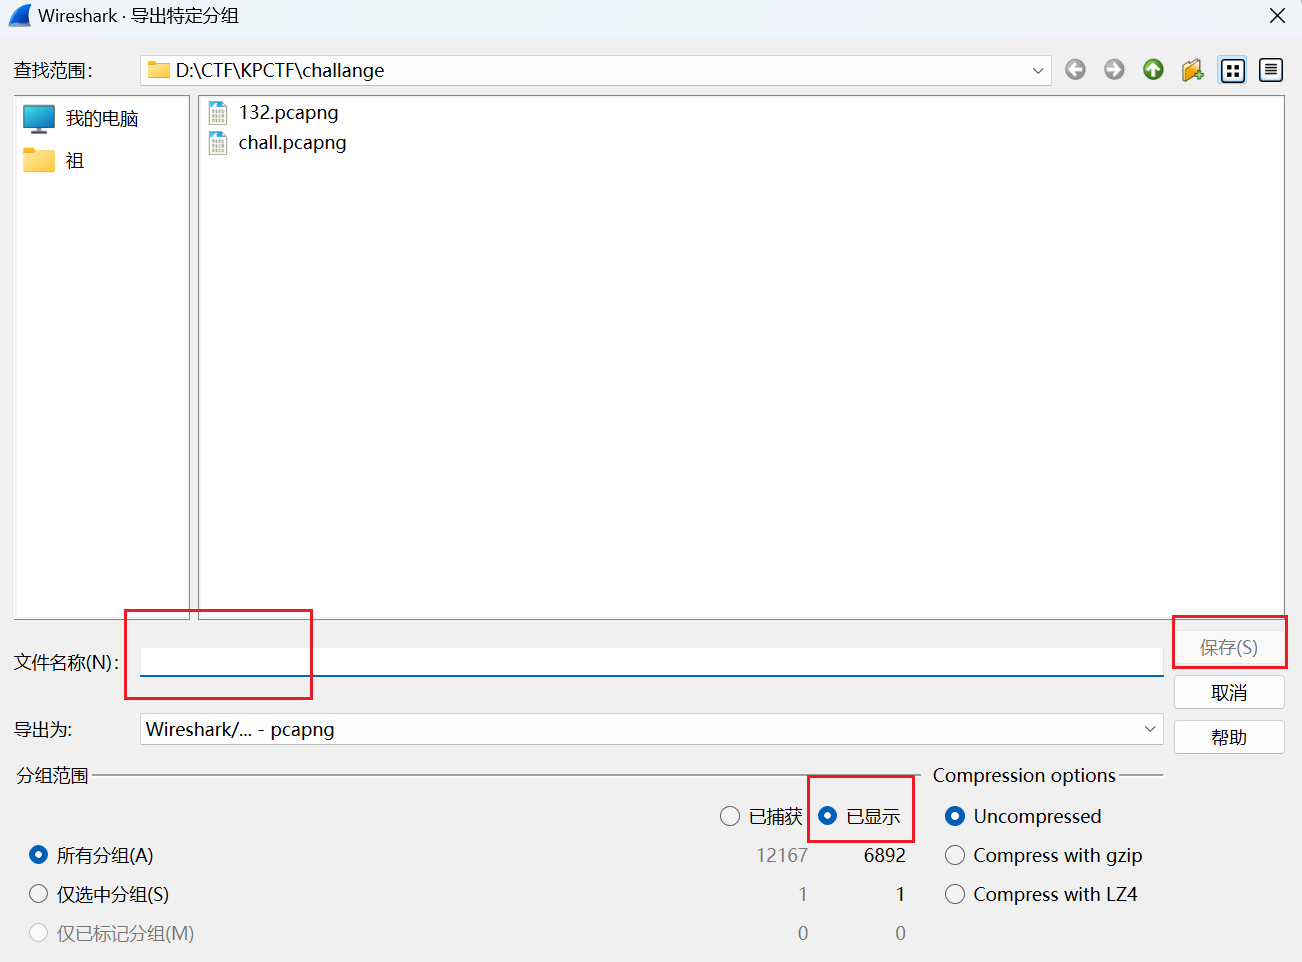 Wireshark · 导出特定分组
查找范围: D:\CTF\KPCTF\challange
我的电脑
祖
132.pcapng
chall.pcapng
文件名称(N):
保存(S)
取消
导出为: Wireshark/... - pcapng
帮助
分组范围
Compression options
已捕获 已显示
Uncompressed
所有分组(A) 12167 6892
Compress with gzip
仅选中分组(S) 1 1
Compress with LZ4
仅已标记分组(M) 0 0